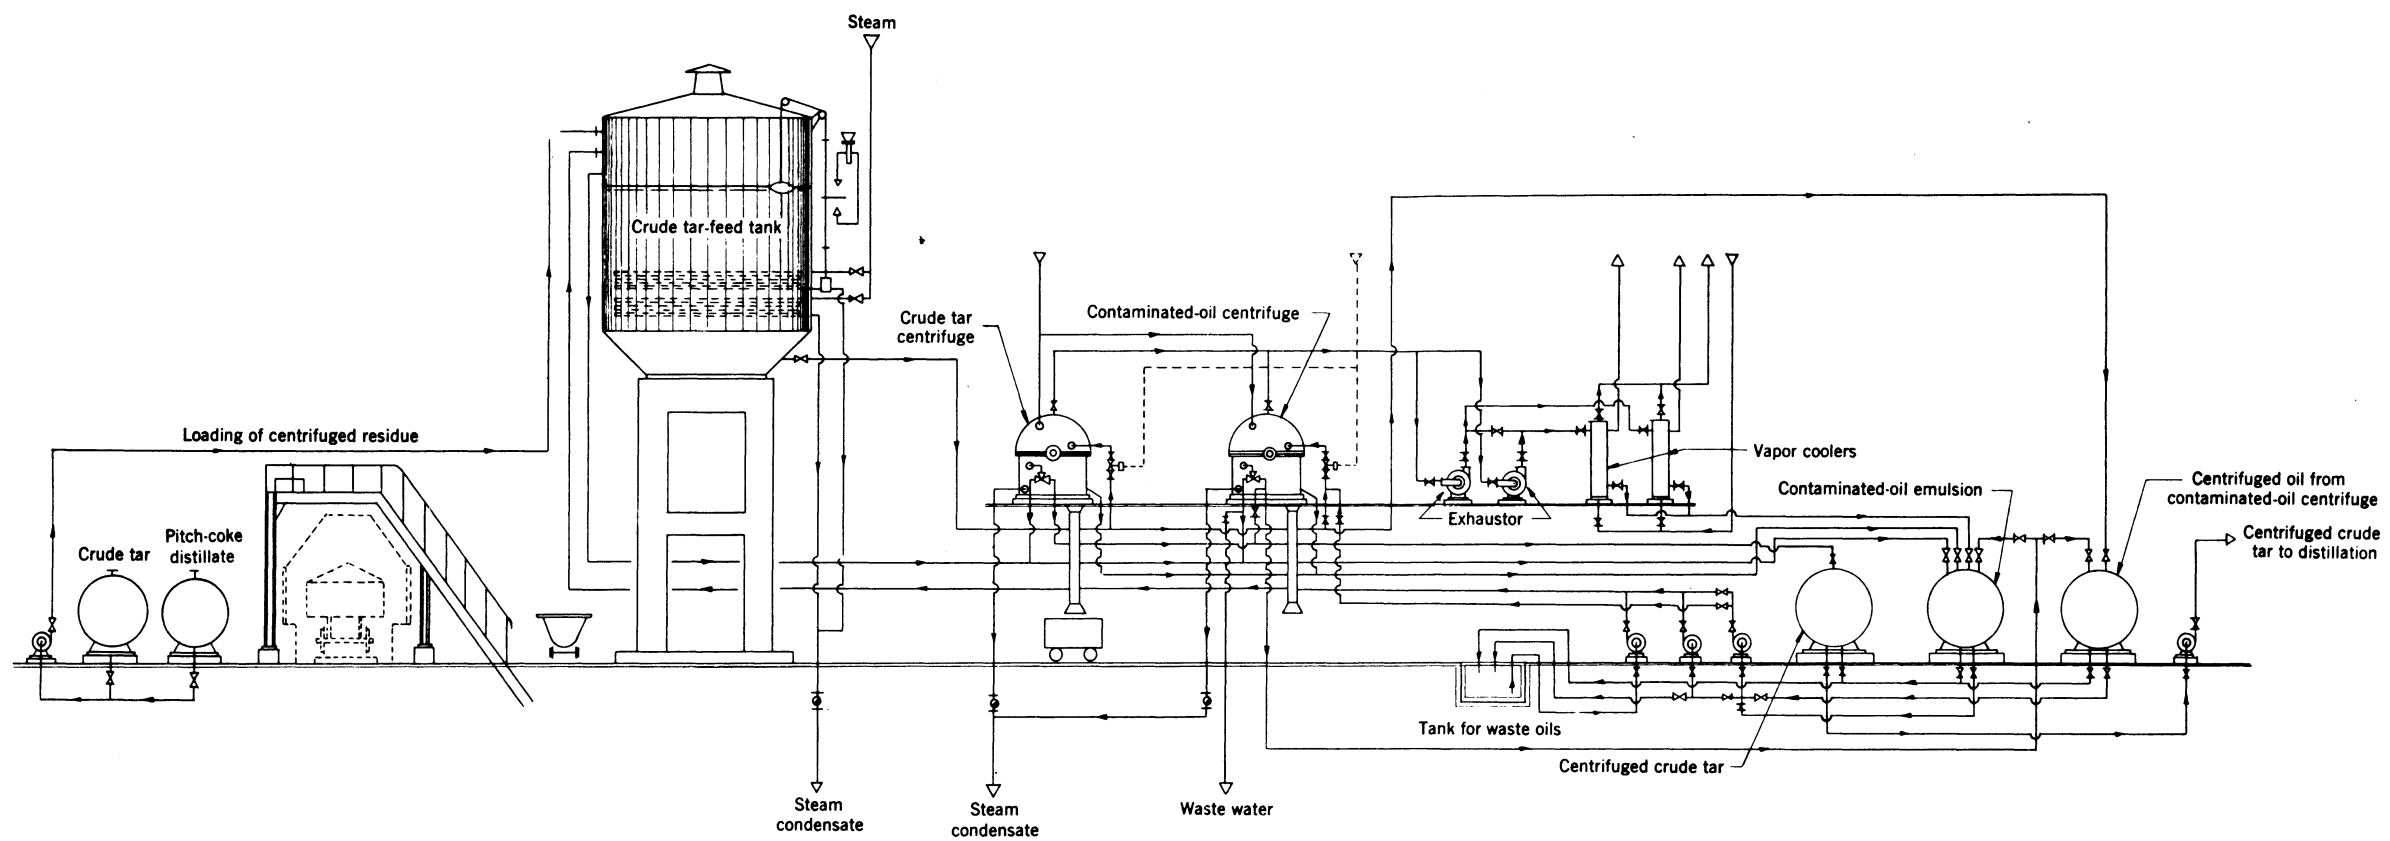 Steam
Crude tar-feed tank
Contaminated-oil centrifuge
Crude tar
centrifuge
Loading of centrifuged residue
Vapor coolers
Contaminated-oil emulsion
Centrifuged oil from
contaminated-oil centrifuge
Exhaustor
Centrifuged crude
tar to distillation
Pitch-coke
distillate
Crude tar
Tank for waste oils
Centrifuged crude tar
Steam
condensate
Steam
condensate
Waste water